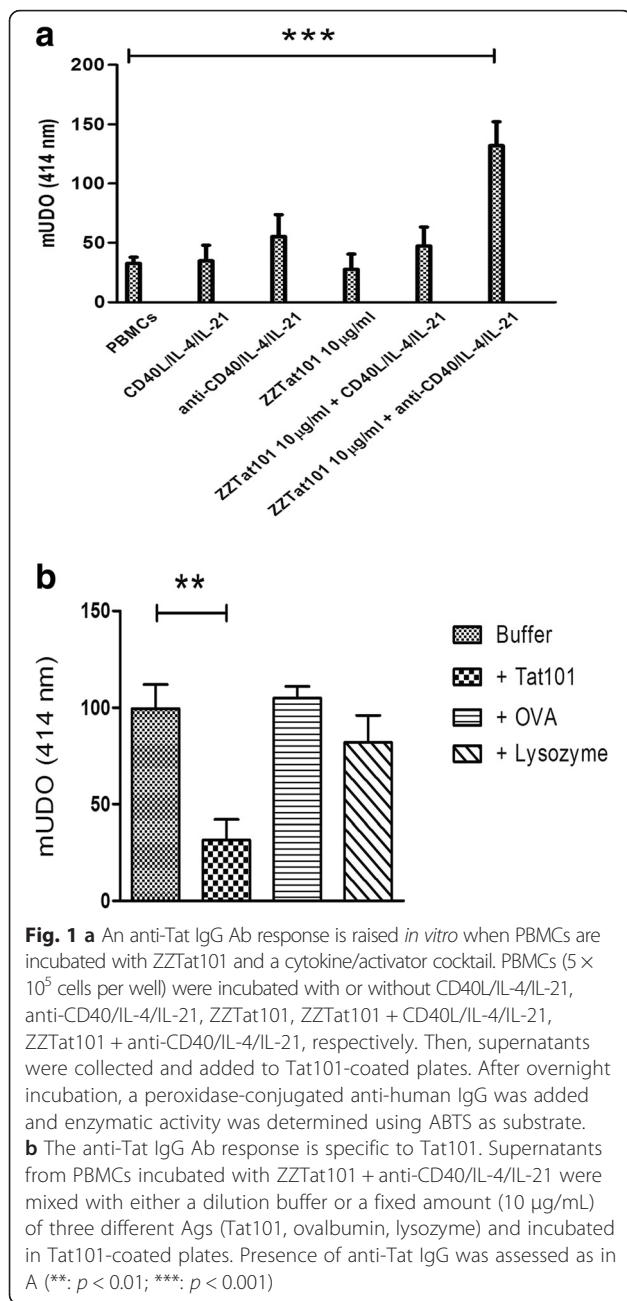 a
***
200
150
100
50
0
mUDO (414 nm)
PBMCs
CD40L/IL-4/IL-21
anti-CD40/IL-4/IL-21
ZZTat101 10µg/ml
ZZTat101 10µg/ml + CD40L/IL-4/IL-21
ZZTat101 10µg/ml + anti-CD40/IL-4/IL-21
b
**
150
100
50
0
mUDO (414 nm)
Buffer
+ Tat101
+ OVA
+ Lysozyme
Fig. 1 a An anti-Tat IgG Ab response is raised in vitro when PBMCs are
incubated with ZZTat101 and a cytokine/activator cocktail. PBMCs (5 ×
10⁵ cells per well) were incubated with or without CD40L/IL-4/IL-21,
anti-CD40/IL-4/IL-21, ZZTat101, ZZTat101 + CD40L/IL-4/IL-21,
ZZTat101 + anti-CD40/IL-4/IL-21, respectively. Then, supernatants
were collected and added to Tat101-coated plates. After overnight
incubation, a peroxidase-conjugated anti-human IgG was added
and enzymatic activity was determined using ABTS as substrate.
b The anti-Tat IgG Ab response is specific to Tat101. Supernatants
from PBMCs incubated with ZZTat101 + anti-CD40/IL-4/IL-21 were
mixed with either a dilution buffer or a fixed amount (10 µg/mL)
of three different Ags (Tat101, ovalbumin, lysozyme) and incubated
in Tat101-coated plates. Presence of anti-Tat IgG was assessed as in
A (**: p < 0.01; ***: p < 0.001)